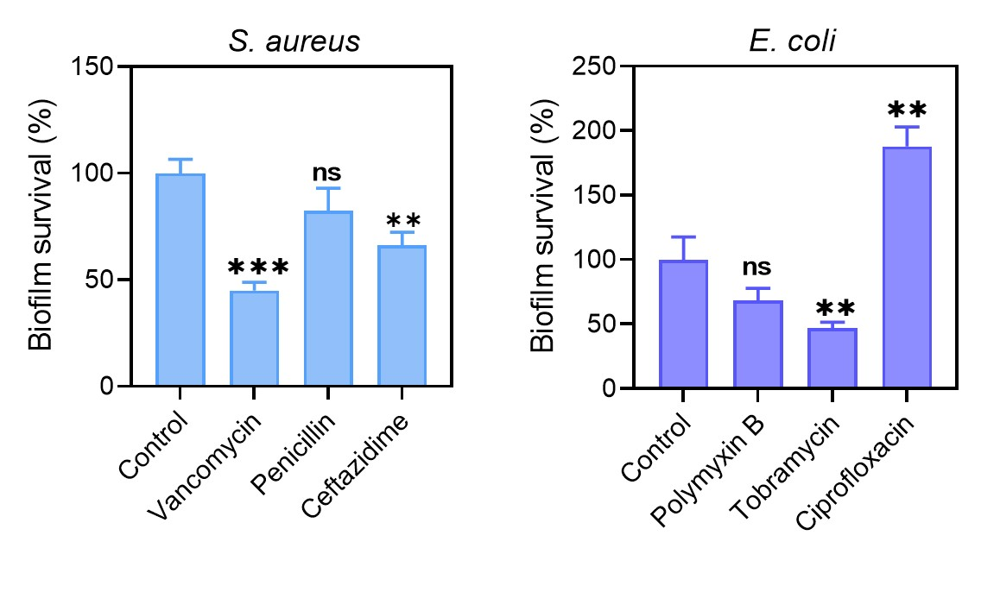 S. aureus
Biofilm survival (%)
150
100
50
0
***
ns
**
Control
Vancomycin
Penicillin
Ceftazidime
E. coli
Biofilm survival (%)
250
200
150
100
50
0
ns
**
**
Control
Polymyxin B
Tobramycin
Ciprofloxacin